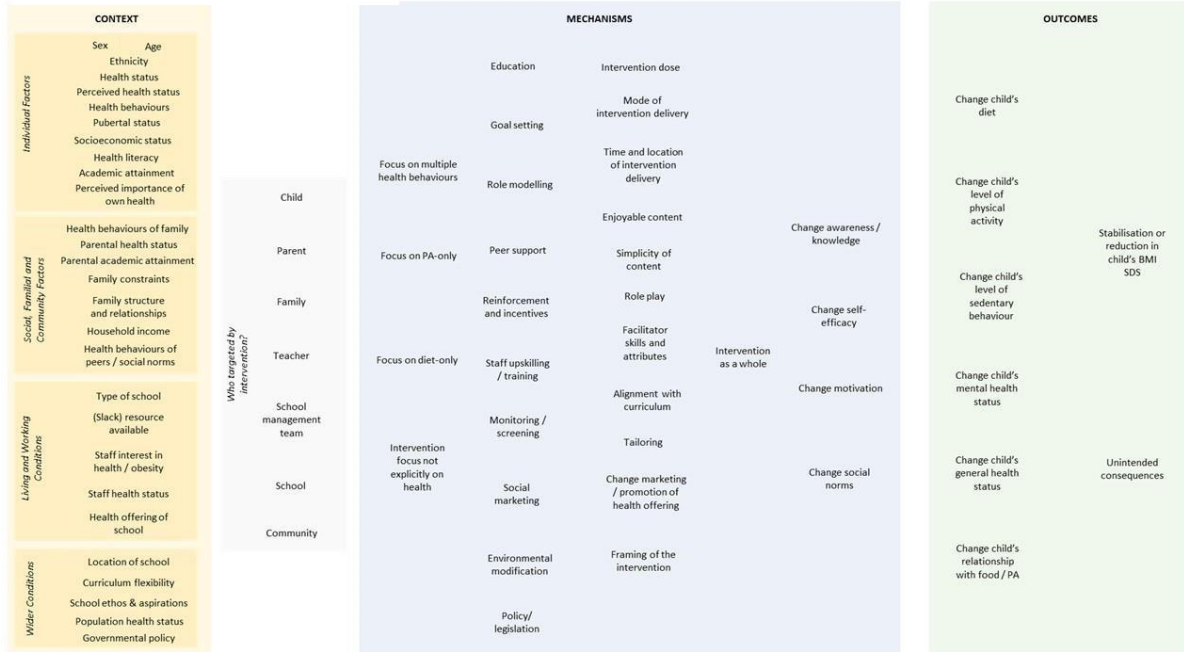 CONTEXT
Individual Factors
Sex
Age
Ethnicity
Health status
Perceived health status
Health behaviours
Pubertal status
Socioeconomic status
Health literacy
Academic attainment
Perceived importance of
own health
Social, Familial and
Community Factors
Health behaviours of family
Parental health status
Parental academic attainment
Family constraints
Family structure
and relationships
Household income
Health behaviours of
peers / social norms
Living and Working
Conditions
Type of school
(Slack) resource
available
Staff interest in
health / obesity
Staff health status
Health offering of
school
Wider Conditions
Location of school
Curriculum flexibility
School ethos & aspirations
Population health status
Governmental policy
Who targeted by
intervention?
Child
Parent
Family
Teacher
School
management
team
School
Community
MECHANISMS
Focus on multiple
health behaviours
Focus on PA-only
Focus on diet-only
Intervention
focus not
explicitly on
health
Education
Goal setting
Role modelling
Peer support
Reinforcement
and incentives
Staff upskilling
/ training
Monitoring /
screening
Social
marketing
Environmental
modification
Policy/
legislation
Intervention dose
Mode of
intervention delivery
Time and location
of intervention
delivery
Enjoyable content
Simplicity of
content
Role play
Facilitator
skills and
attributes
Alignment with
curriculum
Tailoring
Change marketing
/ promotion of
health offering
Framing of the
intervention
Intervention
as a whole
Change awareness /
knowledge
Change self-
efficacy
Change motivation
Change social
norms
OUTCOMES
Change child's
diet
Change child's
level of
physical
activity
Change child's
level of
sedentary
behaviour
Change child's
mental health
status
Change child's
general health
status
Change child's
relationship
with food / PA
Stabilisation or
reduction in
child's BMI
SDS
Unintended
consequences